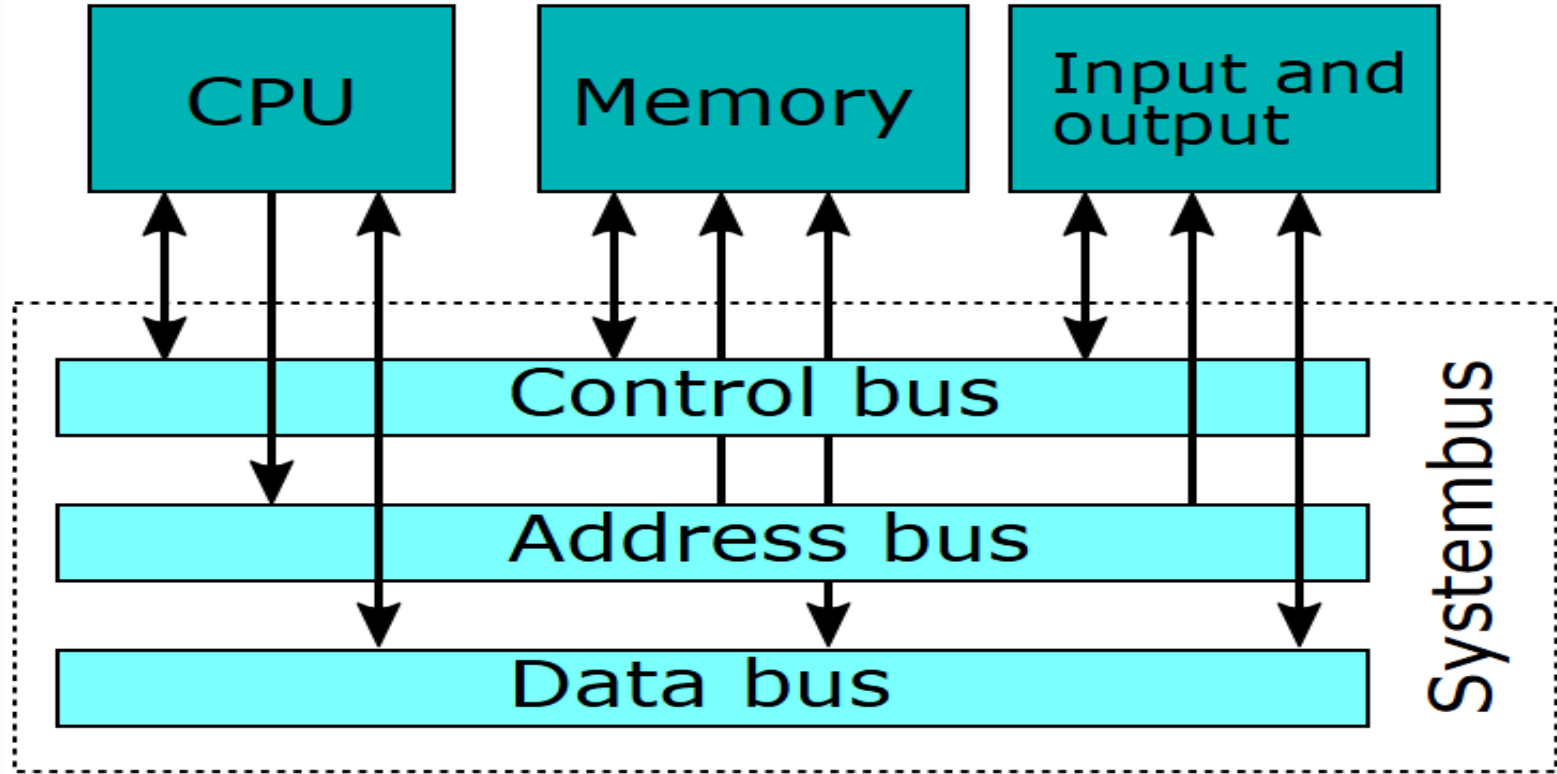 CPU
Memory
Input and
output
Control bus
Address bus
Data bus
Systembus